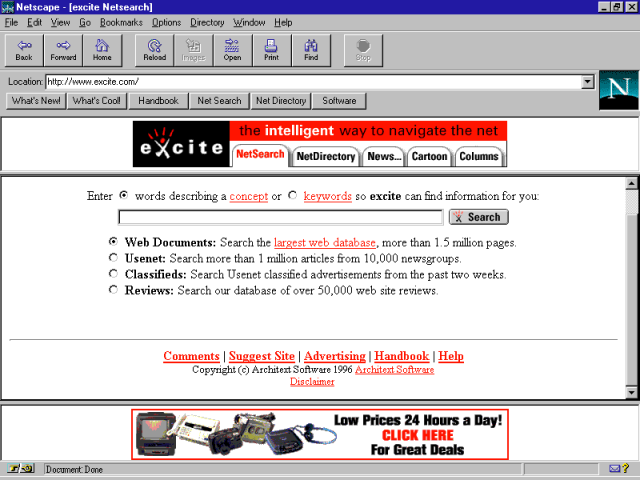 Netscape - [excite Netsearch]
File Edit View Go Bookmarks Options Directory Window Help
Back Forward Home Reload Images Open Print Find Stop
Location: http://www.excite.com/
N
What's New! What's Cool! Handbook Net Search Net Directory Software
excite the intelligent way to navigate the net
NetSearch NetDirectory News... Cartoon Columns
Enter words describing a concept or keywords so excite can find information for you:
Search
Web Documents: Search the largest web database, more than 1.5 million pages.
Usenet: Search more than 1 million articles from 10,000 newsgroups.
Classifieds: Search Usenet classified advertisements from the past two weeks.
Reviews: Search our database of over 50,000 web site reviews.
Comments | Suggest Site | Advertising | Handbook | Help
Copyright (c) Architext Software 1996 Architext Software
Disclaimer
Low Prices 24 Hours a Day!
CLICK HERE
For Great Deals
Document: Done